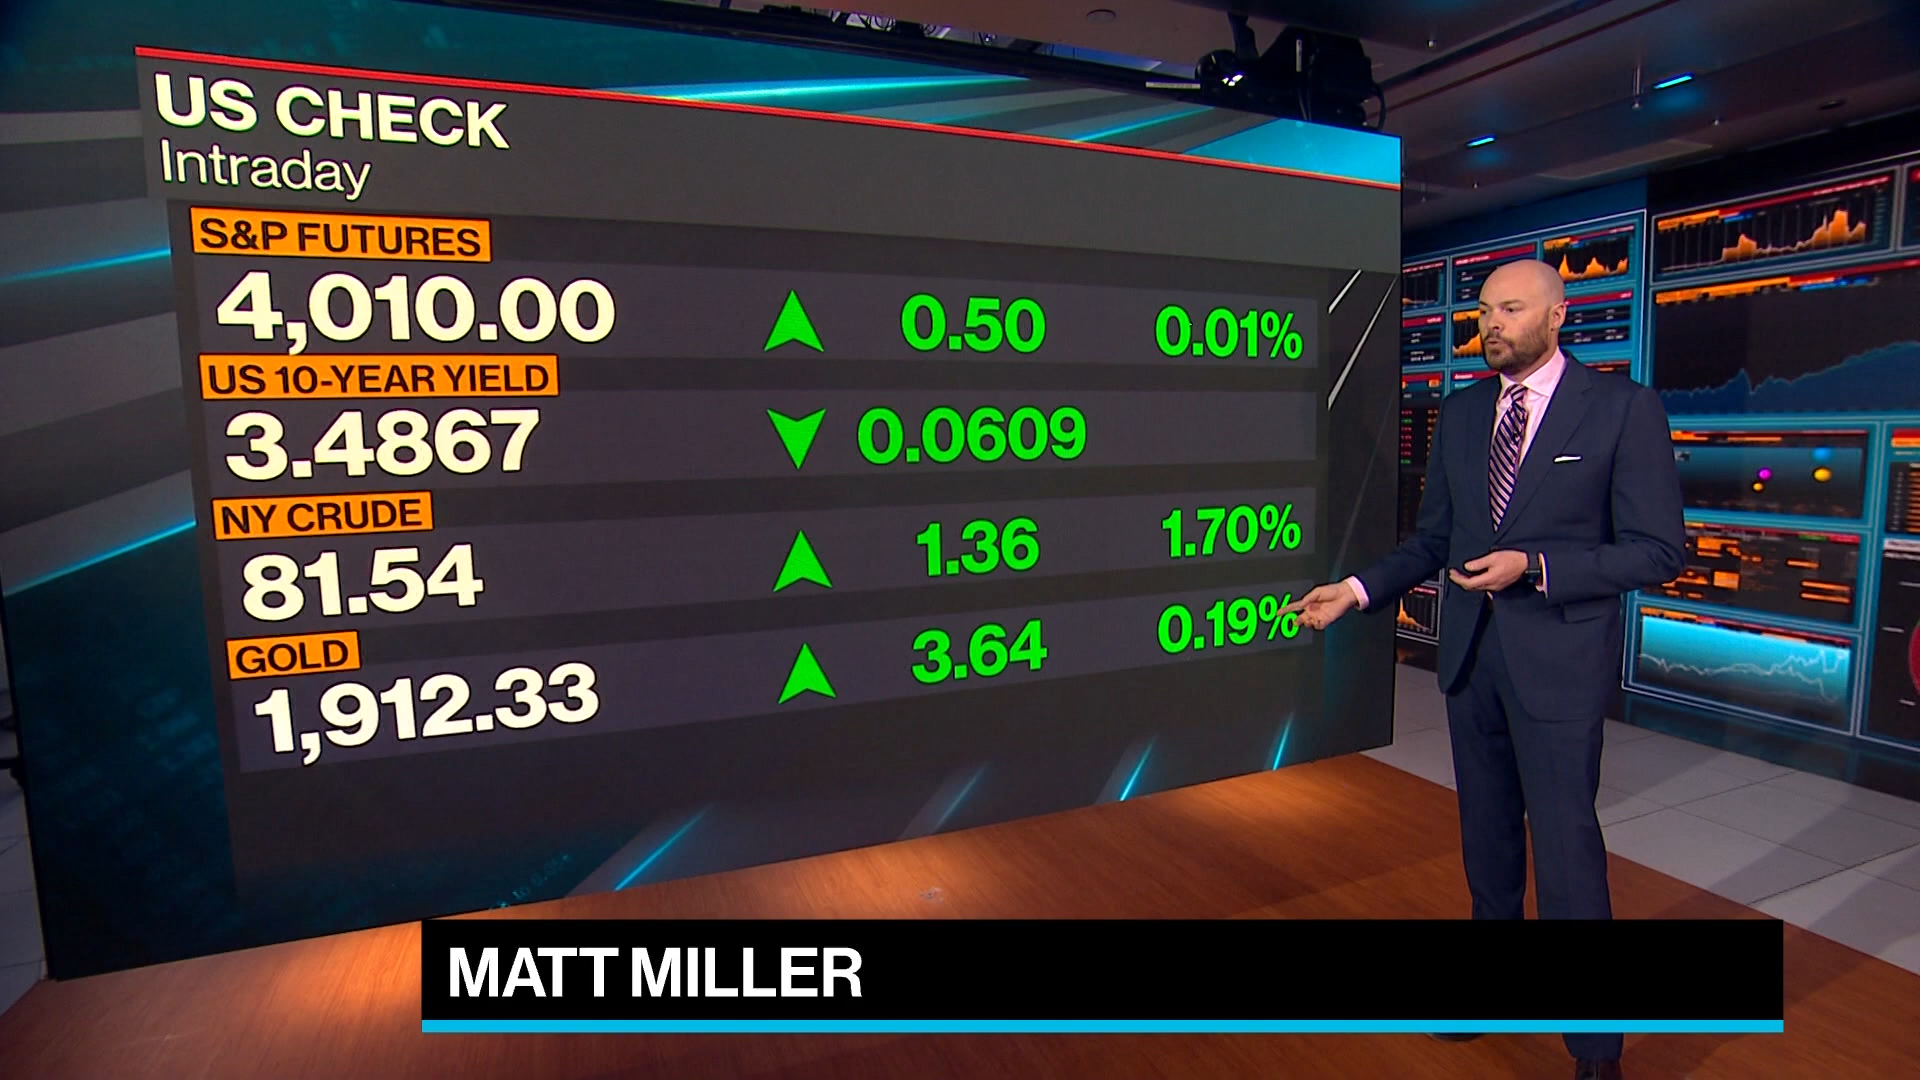 US CHECK
Intraday
S&P FUTURES
4,010.00 0.50 0.01%
US 10-YEAR YIELD
3.4867 0.0609
NY CRUDE
81.54 1.36 1.70%
GOLD
1,912.33 3.64 0.19%
MATT MILLER